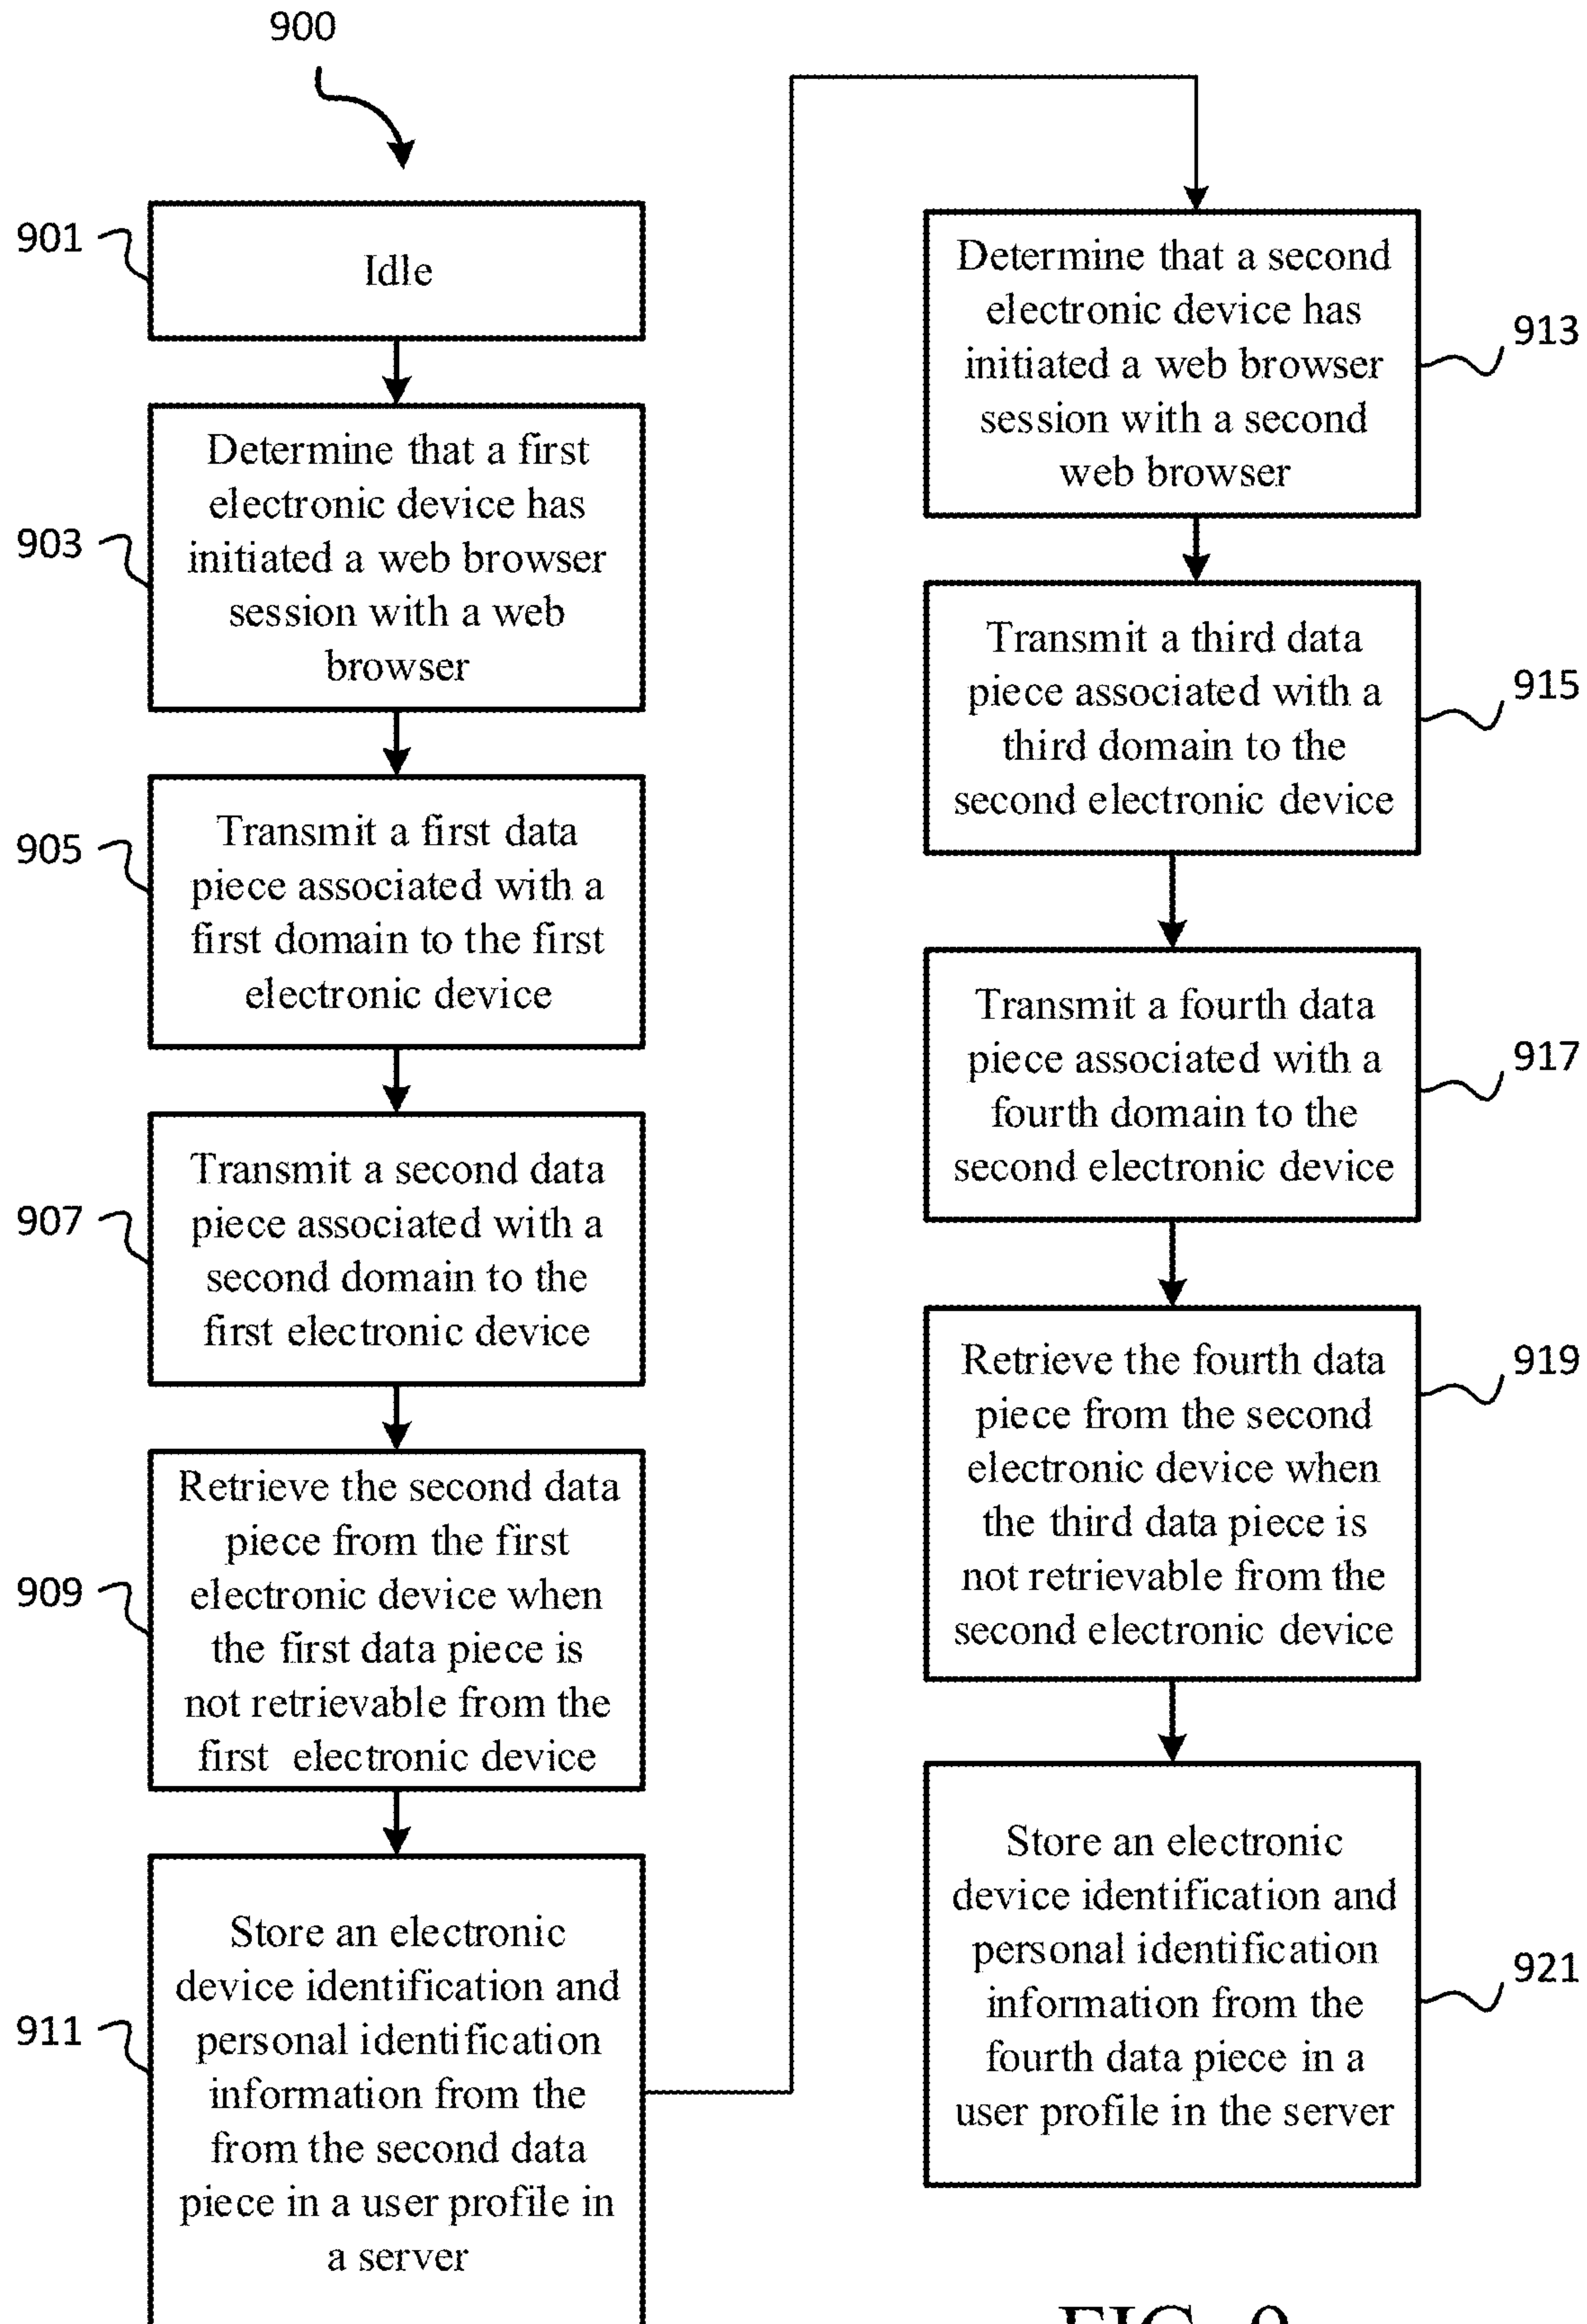 900
901
Idle
903
Determine that a first
electronic device has
initiated a web browser
session with a web
browser
905
Transmit a first data
piece associated with a
first domain to the first
electronic device
907
Transmit a second data
piece associated with a
second domain to the
first electronic device
909
Retrieve the second data
piece from the first
electronic device when
the first data piece is
not retrievable from the
first electronic device
911
Store an electronic
device identification and
personal identification
information from the
from the second data
piece in a user profile in
a server
Determine that a second
electronic device has
initiated a web browser
session with a second
web browser
913
Transmit a third data
piece associated with a
third domain to the
second electronic device
915
Transmit a fourth data
piece associated with a
fourth domain to the
second electronic device
917
Retrieve the fourth data
piece from the second
electronic device when
the third data piece is
not retrievable from the
second electronic device
919
Store an electronic
device identification and
personal identification
information from the
fourth data piece in a
user profile in the server
921
FIG. 9